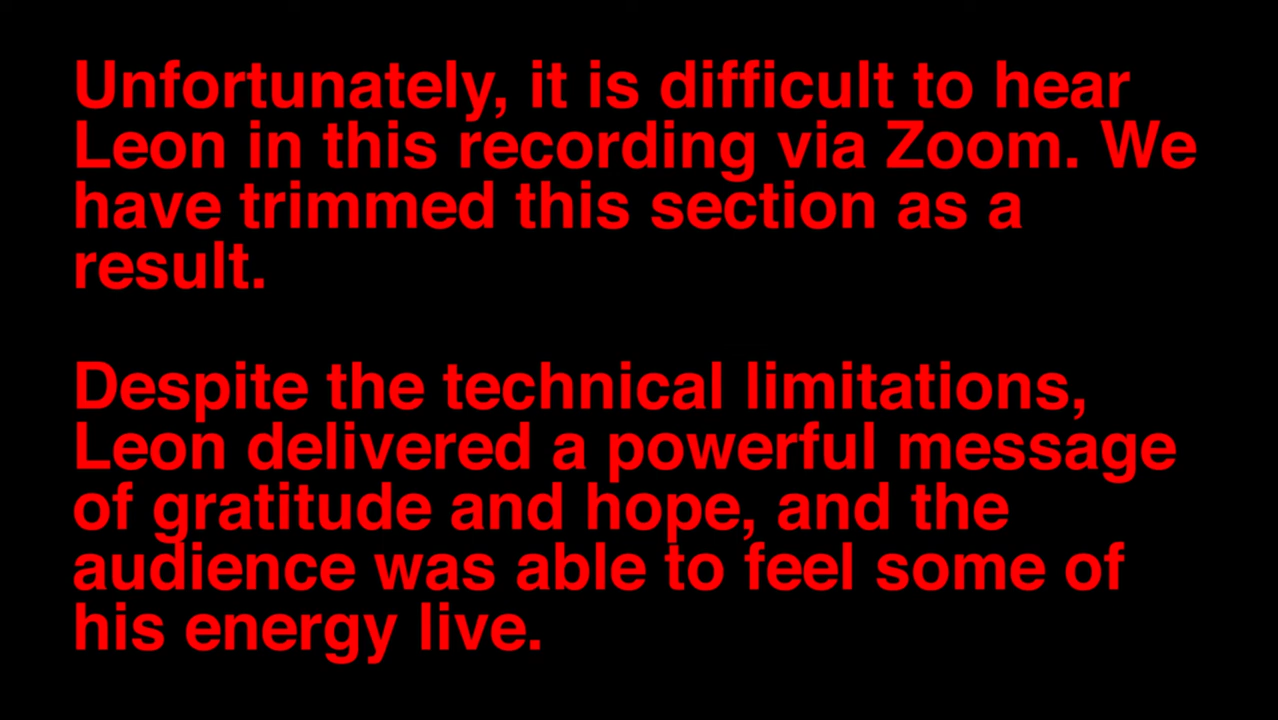 Unfortunately, it is difficult to hear
Leon in this recording via Zoom. We
have trimmed this section as a
result.
Despite the technical limitations,
Leon delivered a powerful message
of gratitude and hope, and the
audience was able to feel some of
his energy live.